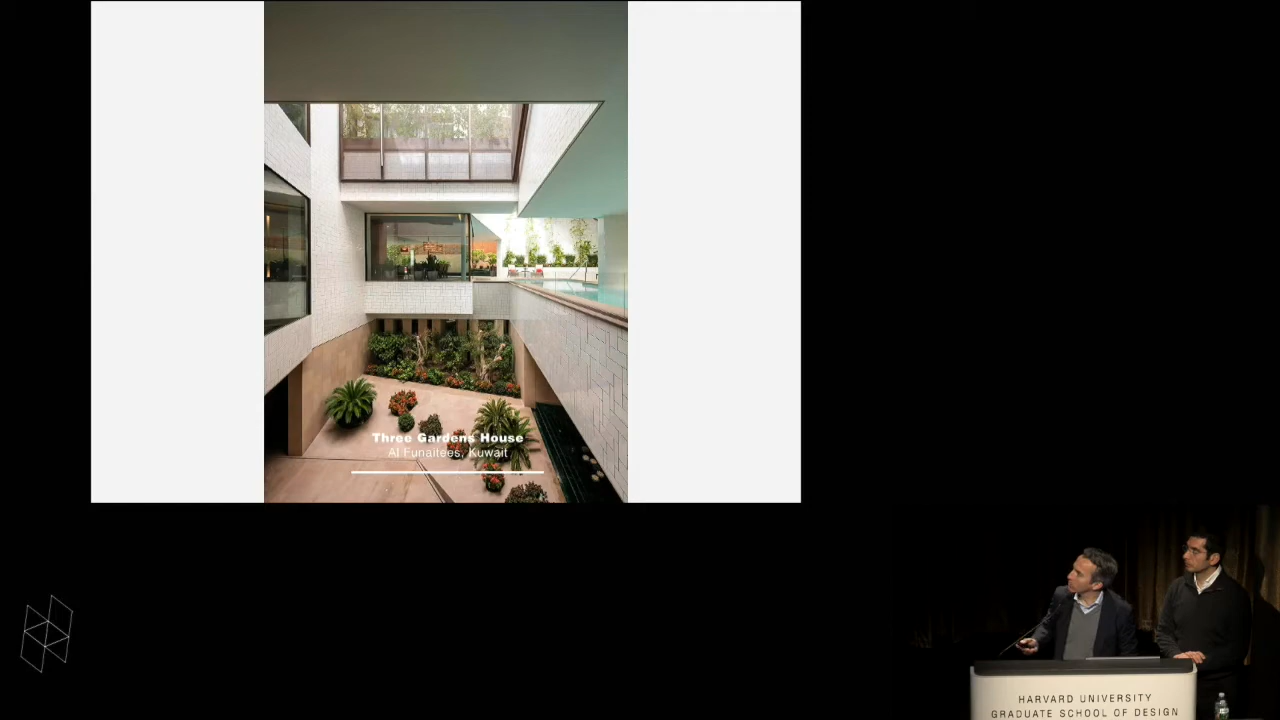 Three Gardens House
Al Funaitees, Kuwait
HARVARD UNIVERSITY
GRADUATE SCHOOL OF DESIGN